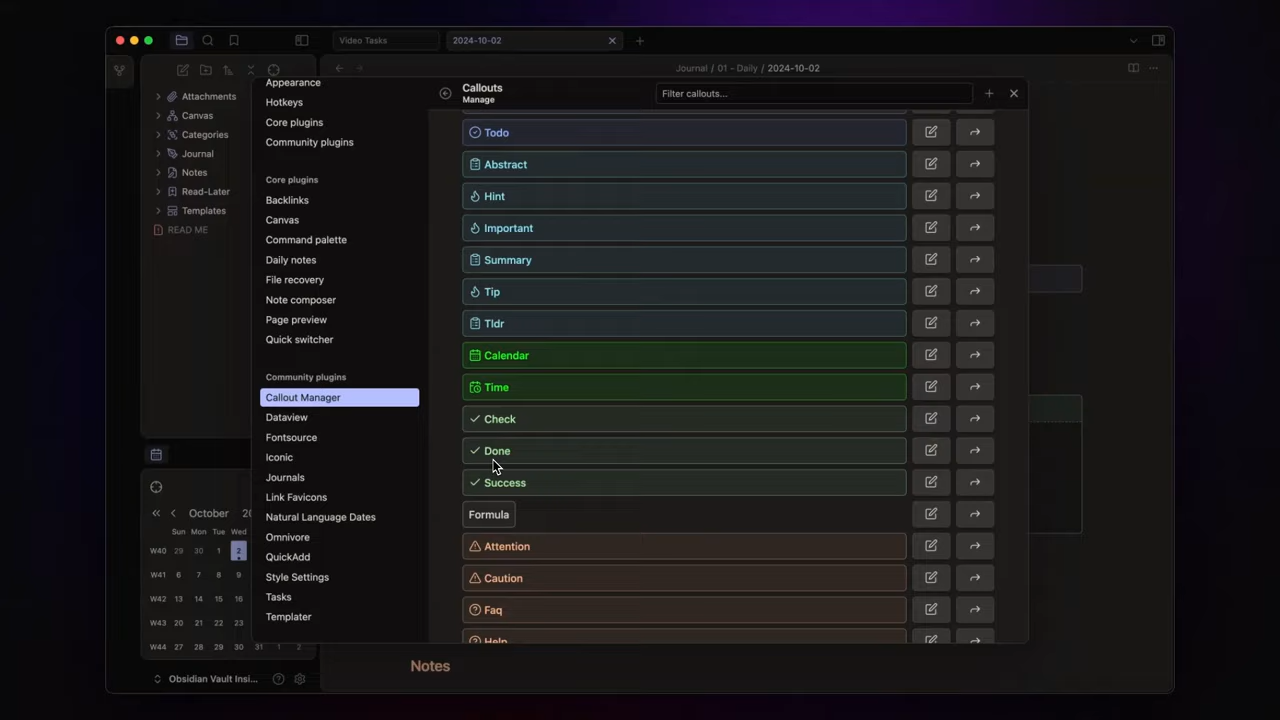 Video Tasks
2024-10-02
Journal / 01 - Daily / 2024-10-02
Attachments
Canvas
Categories
Journal
Notes
Read-Later
Templates
READ ME
October 20
Sun Mon Tue Wed
W40 29 30 1 2
W41 6 7 8 9
W42 13 14 15 16
W43 20 21 22 23
W44 27 28 29 30 31 1 2
Obsidian Vault Insi...
Appearance
Hotkeys
Core plugins
Community plugins
Core plugins
Backlinks
Canvas
Command palette
Daily notes
File recovery
Note composer
Page preview
Quick switcher
Community plugins
Callout Manager
Dataview
Fontsource
Iconic
Journals
Link Favicons
Natural Language Dates
Omnivore
QuickAdd
Style Settings
Tasks
Templater
Callouts
Manage
Filter callouts...
Todo
Abstract
Hint
Important
Summary
Tip
Tldr
Calendar
Time
Check
Done
Success
Formula
Attention
Caution
Faq
Help
Notes